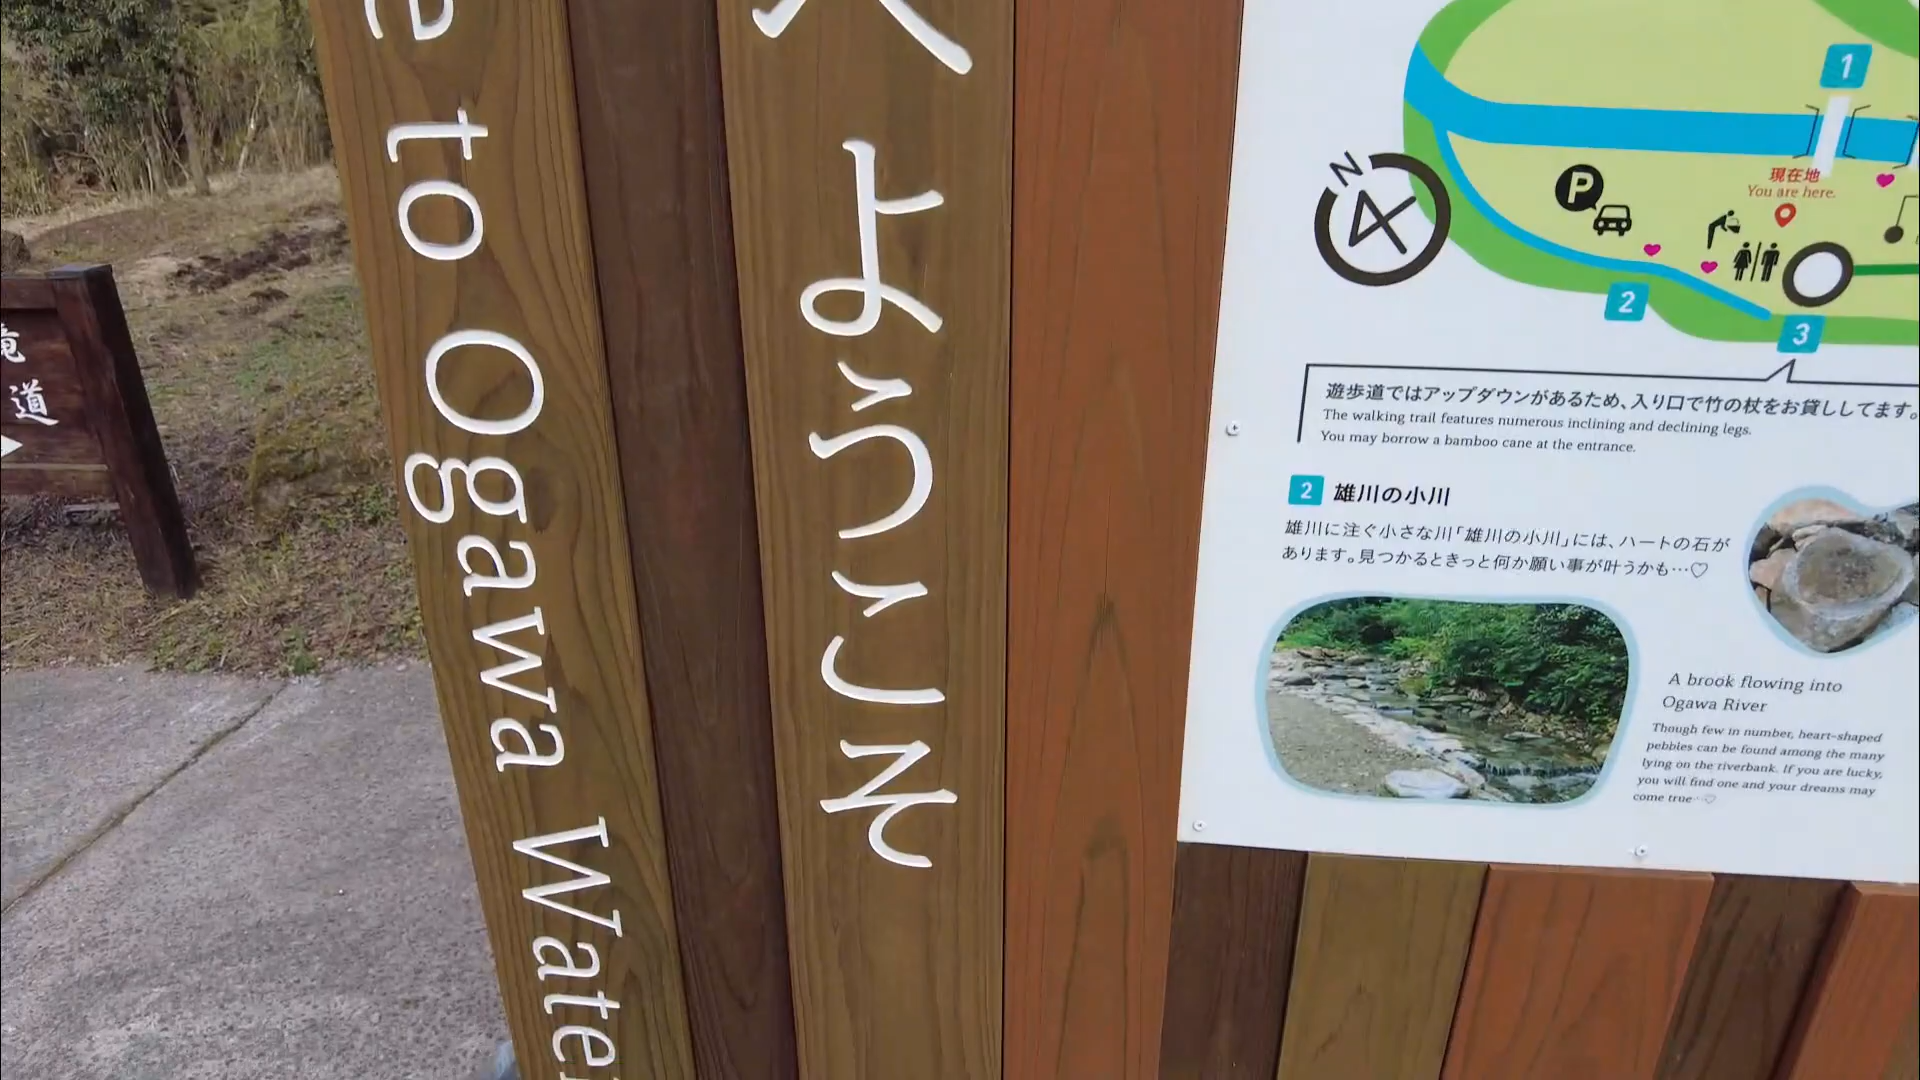 e to Ogawa Wate
へ ようこそ
滝
道
1
N
P
現在地
You are here.
2
3
遊歩道ではアップダウンがあるため、入り口で竹の杖をお貸ししてます。
The walking trail features numerous inclining and declining legs.
You may borrow a bamboo cane at the entrance.
2 雄川の小川
雄川に注ぐ小さな川「雄川の小川」には、ハートの石が
あります。見つかるときっと何か願い事が叶うかも…♡
A brook flowing into
Ogawa River
Though few in number, heart-shaped
pebbles can be found among the many
lying on the riverbank. If you are lucky,
you will find one and your dreams may
come true…♡